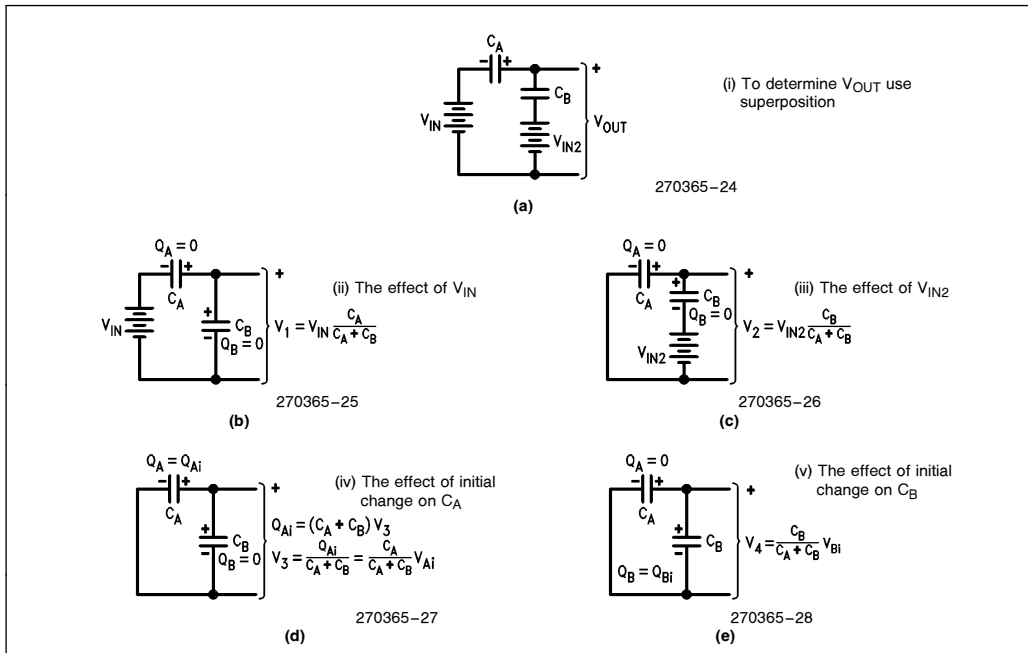 C_A
- +
+
(i) To determine V_OUT use
superposition
C_B
V_IN
V_IN2
V_OUT
270365–24
(a)
Q_A = 0
- +
+
C_A
(ii) The effect of V_IN
+
V_IN
C_B
V_1 = V_IN C_A / (C_A + C_B)
-
Q_B = 0
270365–25
(b)
Q_A = 0
- +
+
+
C_A
(iii) The effect of V_IN2
C_B
-
Q_B = 0
V_2 = V_IN2 C_B / (C_A + C_B)
V_IN2
270365–26
(c)
Q_A = Q_Ai
- +
+
C_A
(iv) The effect of initial
change on C_A
Q_Ai = (C_A + C_B) V_3
+
C_B
-
Q_B = 0
V_3 = Q_Ai / (C_A + C_B) = C_A / (C_A + C_B) V_Ai
270365–27
(d)
Q_A = 0
- +
+
C_A
(v) The effect of initial
change on C_B
+
C_B
-
V_4 = C_B / (C_A + C_B) V_Bi
Q_B = Q_Bi
270365–28
(e)